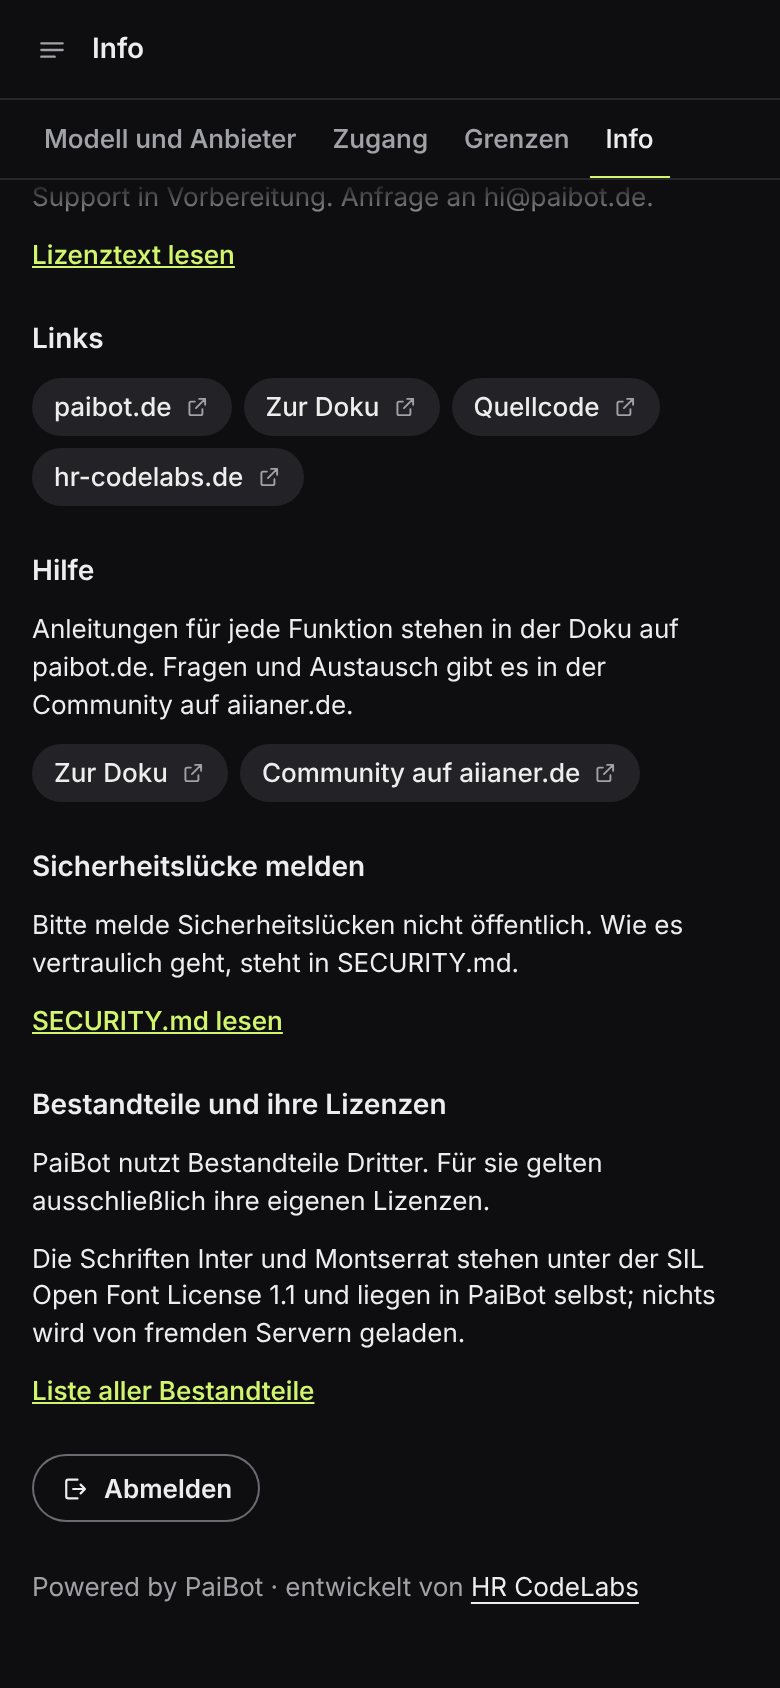 Info
Modell und Anbieter Zugang Grenzen Info
Support in Vorbereitung. Anfrage an hi@paibot.de.
Lizenztext lesen
Links
paibot.de Zur Doku Quellcode
hr-codelabs.de
Hilfe
Anleitungen für jede Funktion stehen in der Doku auf
paibot.de. Fragen und Austausch gibt es in der
Community auf aiianer.de.
Zur Doku Community auf aiianer.de
Sicherheitslücke melden
Bitte melde Sicherheitslücken nicht öffentlich. Wie es
vertraulich geht, steht in SECURITY.md.
SECURITY.md lesen
Bestandteile und ihre Lizenzen
PaiBot nutzt Bestandteile Dritter. Für sie gelten
ausschließlich ihre eigenen Lizenzen.
Die Schriften Inter und Montserrat stehen unter der SIL
Open Font License 1.1 und liegen in PaiBot selbst; nichts
wird von fremden Servern geladen.
Liste aller Bestandteile
Abmelden
Powered by PaiBot · entwickelt von HR CodeLabs